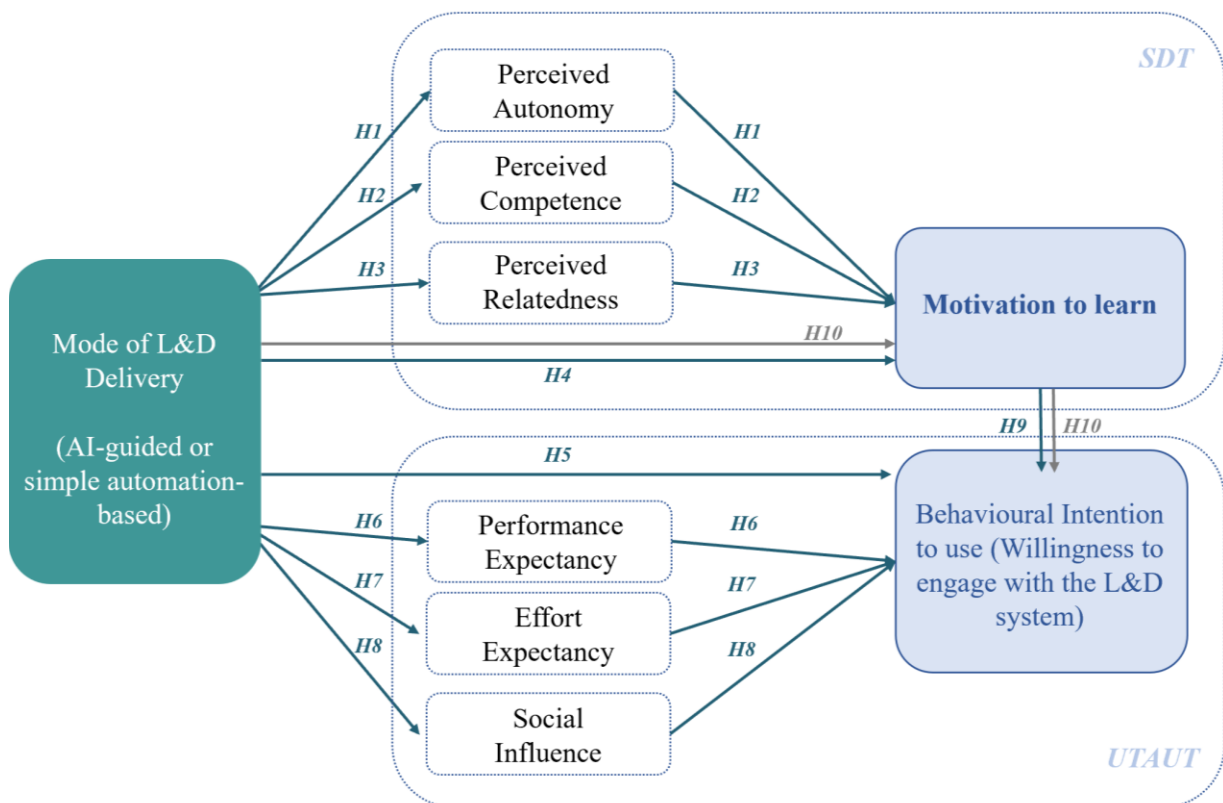 SDT
Perceived
Autonomy
H1
H1
Perceived
Competence
H2
H2
Perceived
Relatedness
H3
H3
Motivation to learn
Mode of L&D
Delivery
(AI-guided or
simple automation-
based)
H10
H4
H9
H10
H5
Performance
Expectancy
H6
H6
Effort
Expectancy
H7
H7
Social
Influence
H8
H8
Behavioural Intention
to use (Willingness to
engage with the L&D
system)
UTAUT